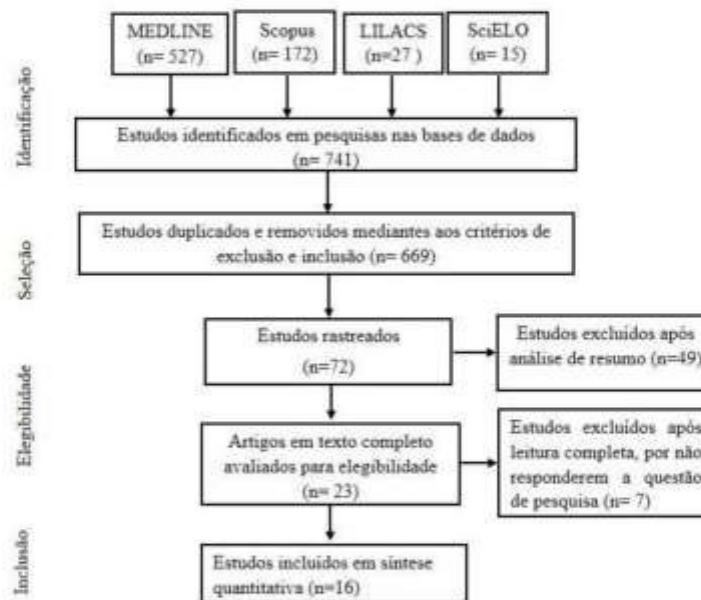 MEDLINE
(n= 527)
Scopus
(n= 172)
LILACS
(n=27 )
SciELO
(n= 15)
Identificação
Estudos identificados em pesquisas nas bases de dados
(n= 741)
Seleção
Estudos duplicados e removidos mediantes aos critérios de
exclusão e inclusão (n= 669)
Estudos rastreados
(n=72)
Estudos excluídos após
análise de resumo (n=49)
Elegibilidade
Artigos em texto completo
avaliados para elegibilidade
(n= 23)
Estudos excluídos após
leitura completa, por não
responderem a questão
de pesquisa (n= 7)
Inclusão
Estudos incluídos em síntese
quantitativa (n=16)